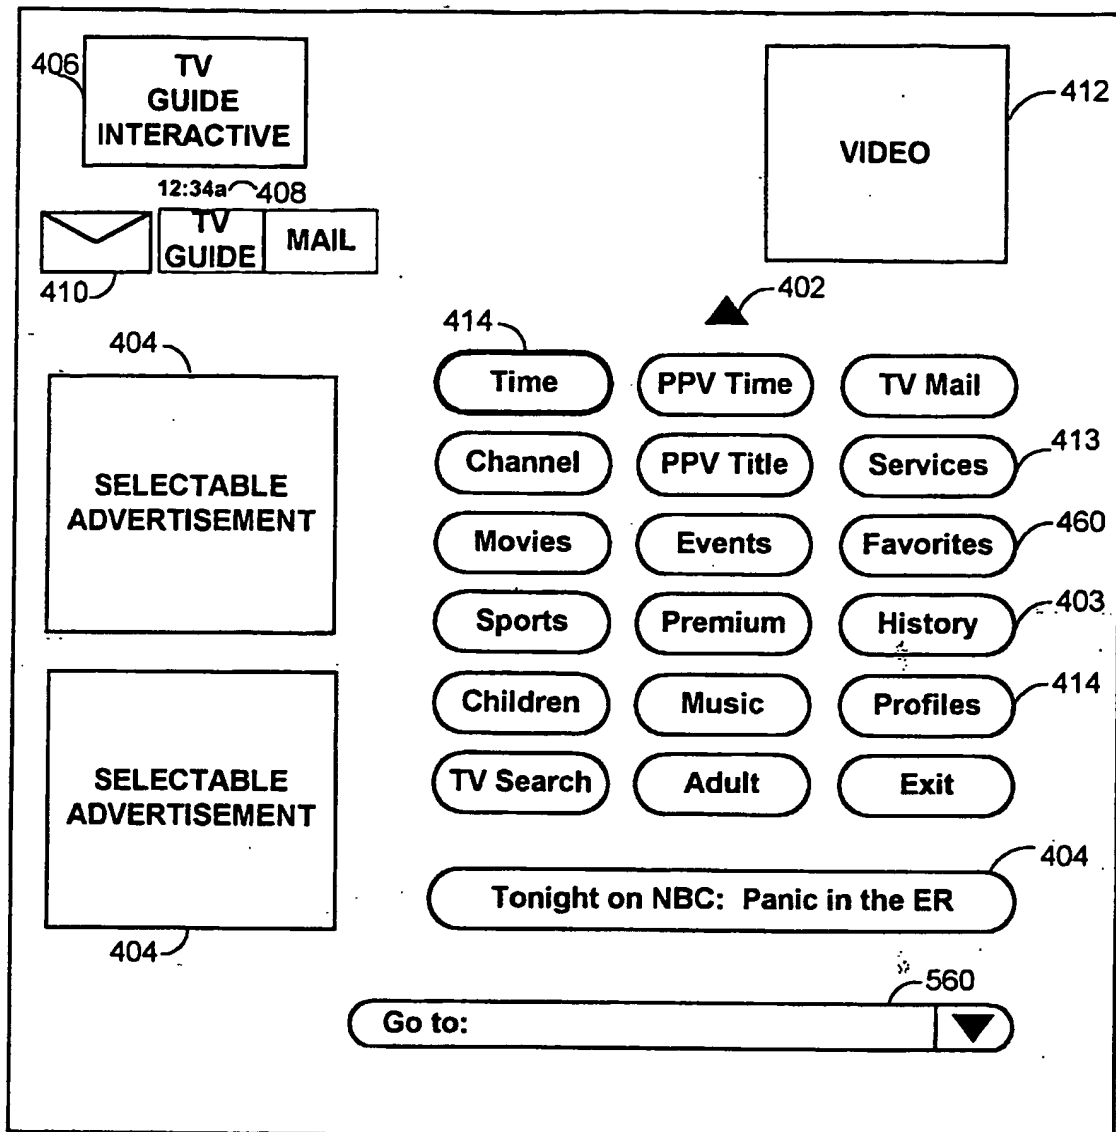 406
TV
GUIDE
INTERACTIVE
412
VIDEO
12:34a
408
TV
GUIDE
MAIL
410
402
414
404
Time
PPV Time
TV Mail
413
Channel
PPV Title
Services
SELECTABLE
ADVERTISEMENT
460
Movies
Events
Favorites
403
Sports
Premium
History
414
Children
Music
Profiles
SELECTABLE
ADVERTISEMENT
TV Search
Adult
Exit
404
Tonight on NBC: Panic in the ER
404
560
Go to: